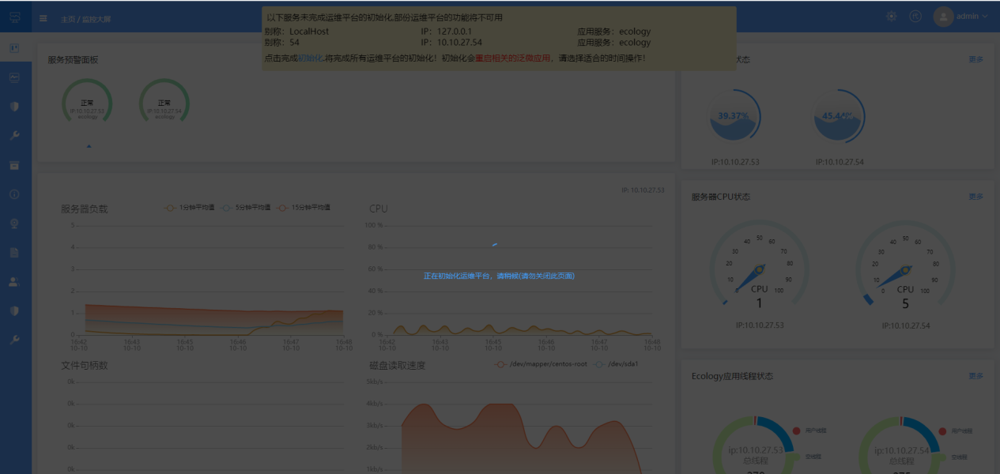 以下服务未完成运维平台的初始化,部份运维平台的功能将不可用
别称：LocalHost IP：127.0.0.1 应用服务：ecology
别称：54 IP：10.10.27.54 应用服务：ecology
点击完成初始化,将完成所有运维平台的初始化！初始化会重启相关的泛微应用，请选择适合的时间操作！
主页 / 监控大屏
代
admin
服务预警面板
正常
IP:10.10.27.53
ecology
正常
IP:10.10.27.54
ecology
状态
更多
39.37%
IP:10.10.27.53
IP:10.10.27.54
IP: 10.10.27.53
服务器负载
1分钟平均值 5分钟平均值 15分钟平均值
5
4
3
2
1
0
16:42 16:43 16:45 16:46 16:47 16:48
10-10 10-10 10-10 10-10 10-10 10-10
CPU
100 %
80 %
60 %
40 %
20 %
0 %
16:42 16:43 16:45 16:46 16:47 16:48
10-10 10-10 10-10 10-10 10-10 10-10
正在初始化运维平台，请稍候(请勿关闭此页面)
服务器CPU状态
更多
0 10 20 30 40 50 60 70 80 90 100
CPU
1
IP:10.10.27.53
0 10 20 30 40 50 60 70 80 90 100
CPU
5
IP:10.10.27.54
文件句柄数
0k
0k
0k
0k
0k
磁盘读取速度
/dev/mapper/centos-root /dev/sda1
5kb/s
4kb/s
3kb/s
2kb/s
1kb/s
Ecology应用线程状态
更多
ip:10.10.27.53
总线程
用户线程
空线程
ip:10.10.27.54
总线程
用户线程
空线程